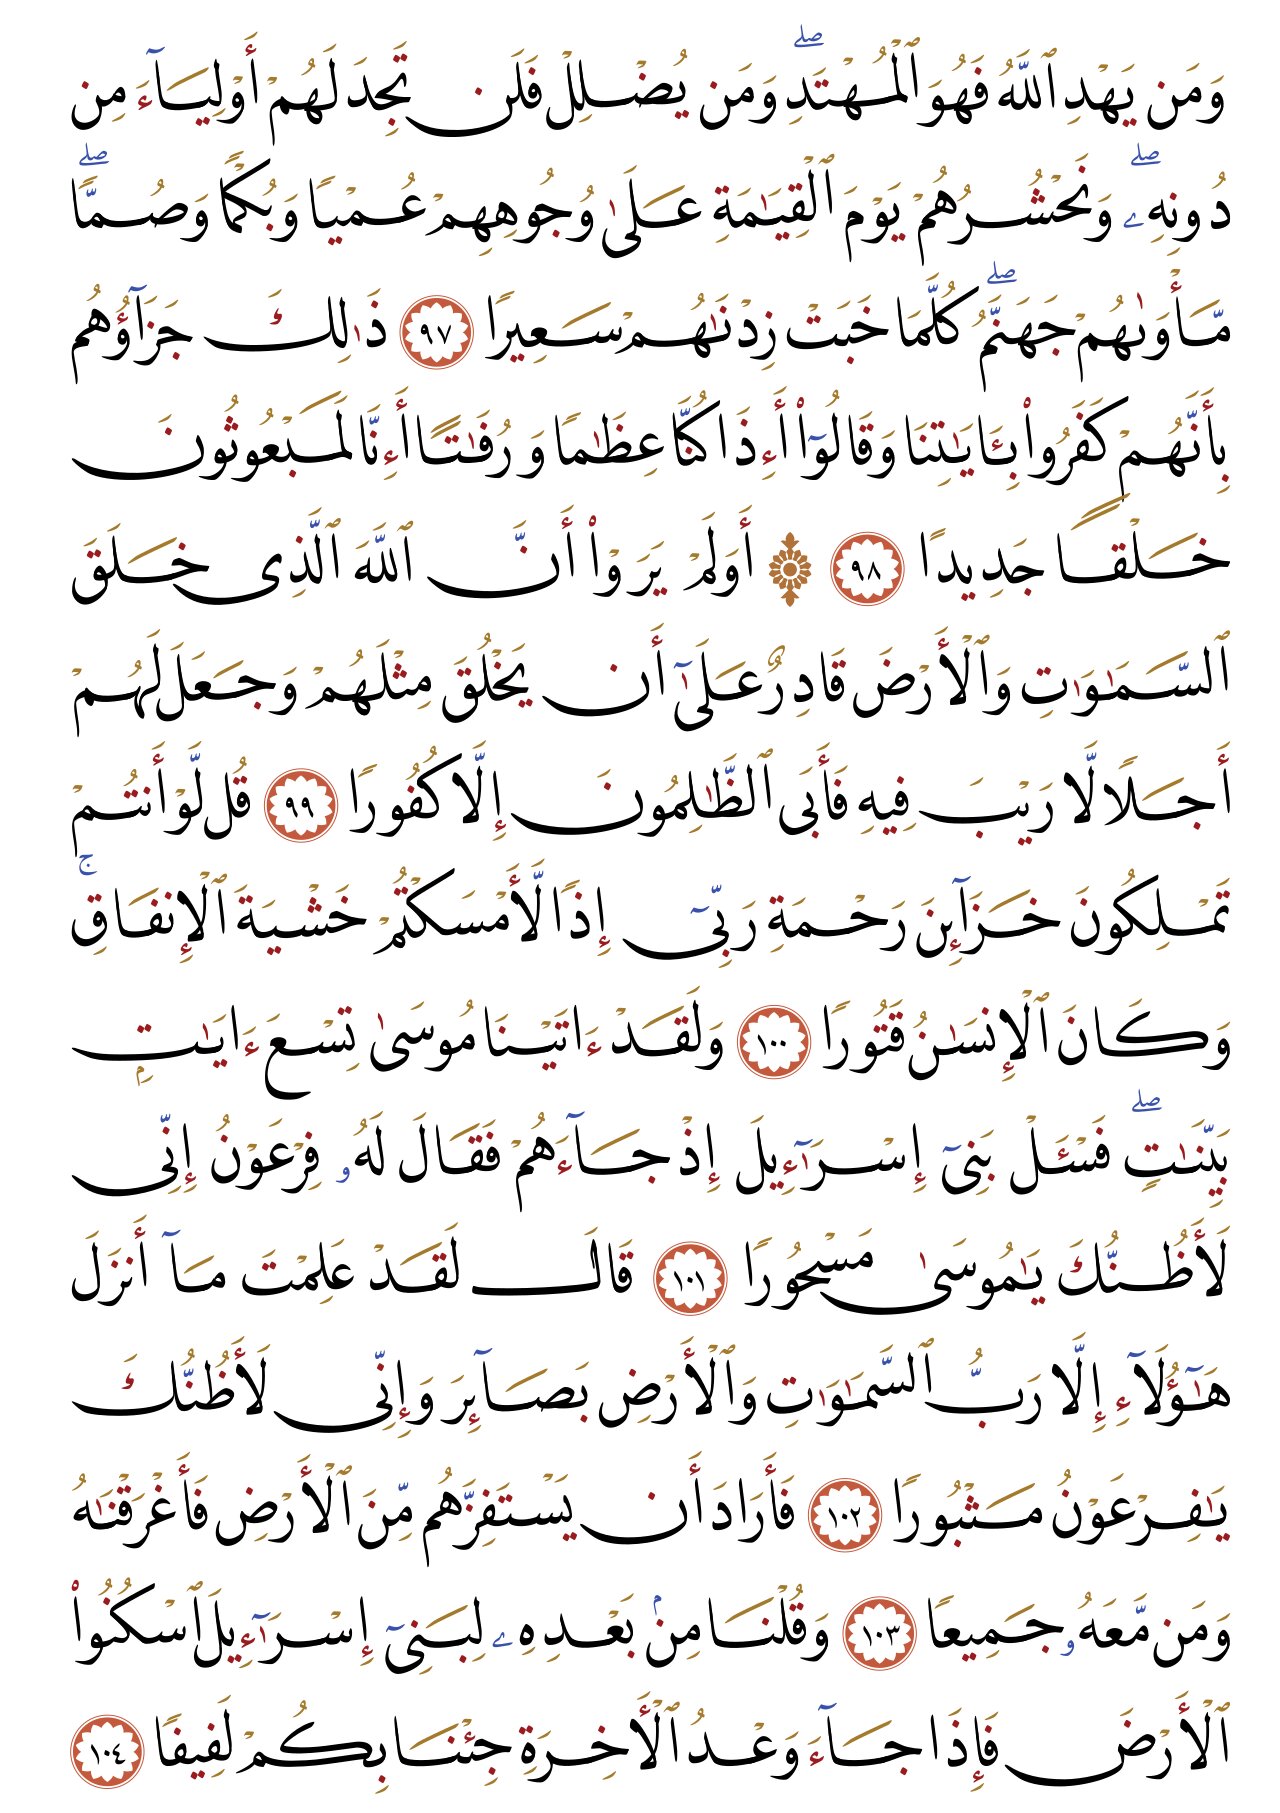 وَمَن يَهْدِ ٱللَّهُ فَهُوَ ٱلْمُهْتَدِۖ وَمَن يُضْلِلْ فَلَن تَجِدَ لَهُمْ أَوْلِيَآءَ مِن
دُونِهِۦۖ وَنَحْشُرُهُمْ يَوْمَ ٱلْقِيَٰمَةِ عَلَىٰ وُجُوهِهِمْ عُمْيًا وَبُكْمًا وَصُمًّاۖ
مَّأْوَىٰهُمْ جَهَنَّمُۖ كُلَّمَا خَبَتْ زِدْنَٰهُمْ سَعِيرًا ٩٧ ذَٰلِكَ جَزَآؤُهُم
بِأَنَّهُمْ كَفَرُوا۟ بِـَٔايَٰتِنَا وَقَالُوٓا۟ أَءِذَا كُنَّا عِظَٰمًا وَرُفَٰتًا أَءِنَّا لَمَبْعُوثُونَ
خَلْقًا جَدِيدًا ٩٨ ۞ أَوَلَمْ يَرَوْا۟ أَنَّ ٱللَّهَ ٱلَّذِى خَلَقَ
ٱلسَّمَٰوَٰتِ وَٱلْأَرْضَ قَادِرٌ عَلَىٰٓ أَن يَخْلُقَ مِثْلَهُمْ وَجَعَلَ لَهُمْ
أَجَلًا لَّا رَيْبَ فِيهِ فَأَبَى ٱلظَّٰلِمُونَ إِلَّا كُفُورًا ٩٩ قُل لَّوْ أَنتُمْ
تَمْلِكُونَ خَزَآئِنَ رَحْمَةِ رَبِّىٓ إِذًا لَّأَمْسَكْتُمْ خَشْيَةَ ٱلْإِنفَاقِۚ
وَكَانَ ٱلْإِنسَٰنُ قَتُورًا ١٠٠ وَلَقَدْ ءَاتَيْنَا مُوسَىٰ تِسْعَ ءَايَٰتٍۭ
بَيِّنَٰتٍۖ فَسْـَٔلْ بَنِىٓ إِسْرَٰٓءِيلَ إِذْ جَآءَهُمْ فَقَالَ لَهُۥ فِرْعَوْنُ إِنِّى
لَأَظُنُّكَ يَٰمُوسَىٰ مَسْحُورًا ١٠١ قَالَ لَقَدْ عَلِمْتَ مَآ أَنزَلَ
هَٰٓؤُلَآءِ إِلَّا رَبُّ ٱلسَّمَٰوَٰتِ وَٱلْأَرْضِ بَصَآئِرَ وَإِنِّى لَأَظُنُّكَ
يَٰفِرْعَوْنُ مَثْبُورًا ١٠٢ فَأَرَادَ أَن يَسْتَفِزَّهُم مِّنَ ٱلْأَرْضِ فَأَغْرَقْنَٰهُ
وَمَن مَّعَهُۥ جَمِيعًا ١٠٣ وَقُلْنَا مِنۢ بَعْدِهِۦ لِبَنِىٓ إِسْرَٰٓءِيلَ ٱسْكُنُوا۟
ٱلْأَرْضَ فَإِذَا جَآءَ وَعْدُ ٱلْأَخِرَةِ جِئْنَا بِكُمْ لَفِيفًا ١٠٤